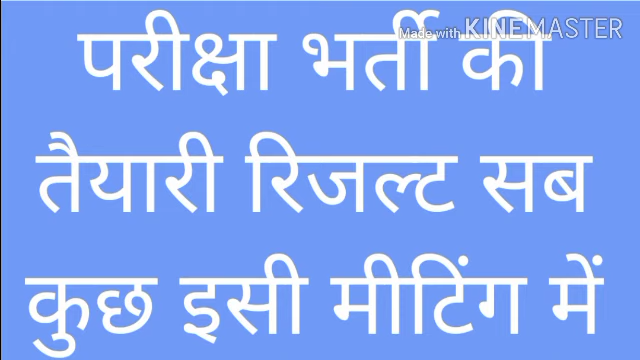 Made with KINEMASTER
परीक्षा भर्ती की
तैयारी रिजल्ट सब
कुछ इसी मीटिंग में